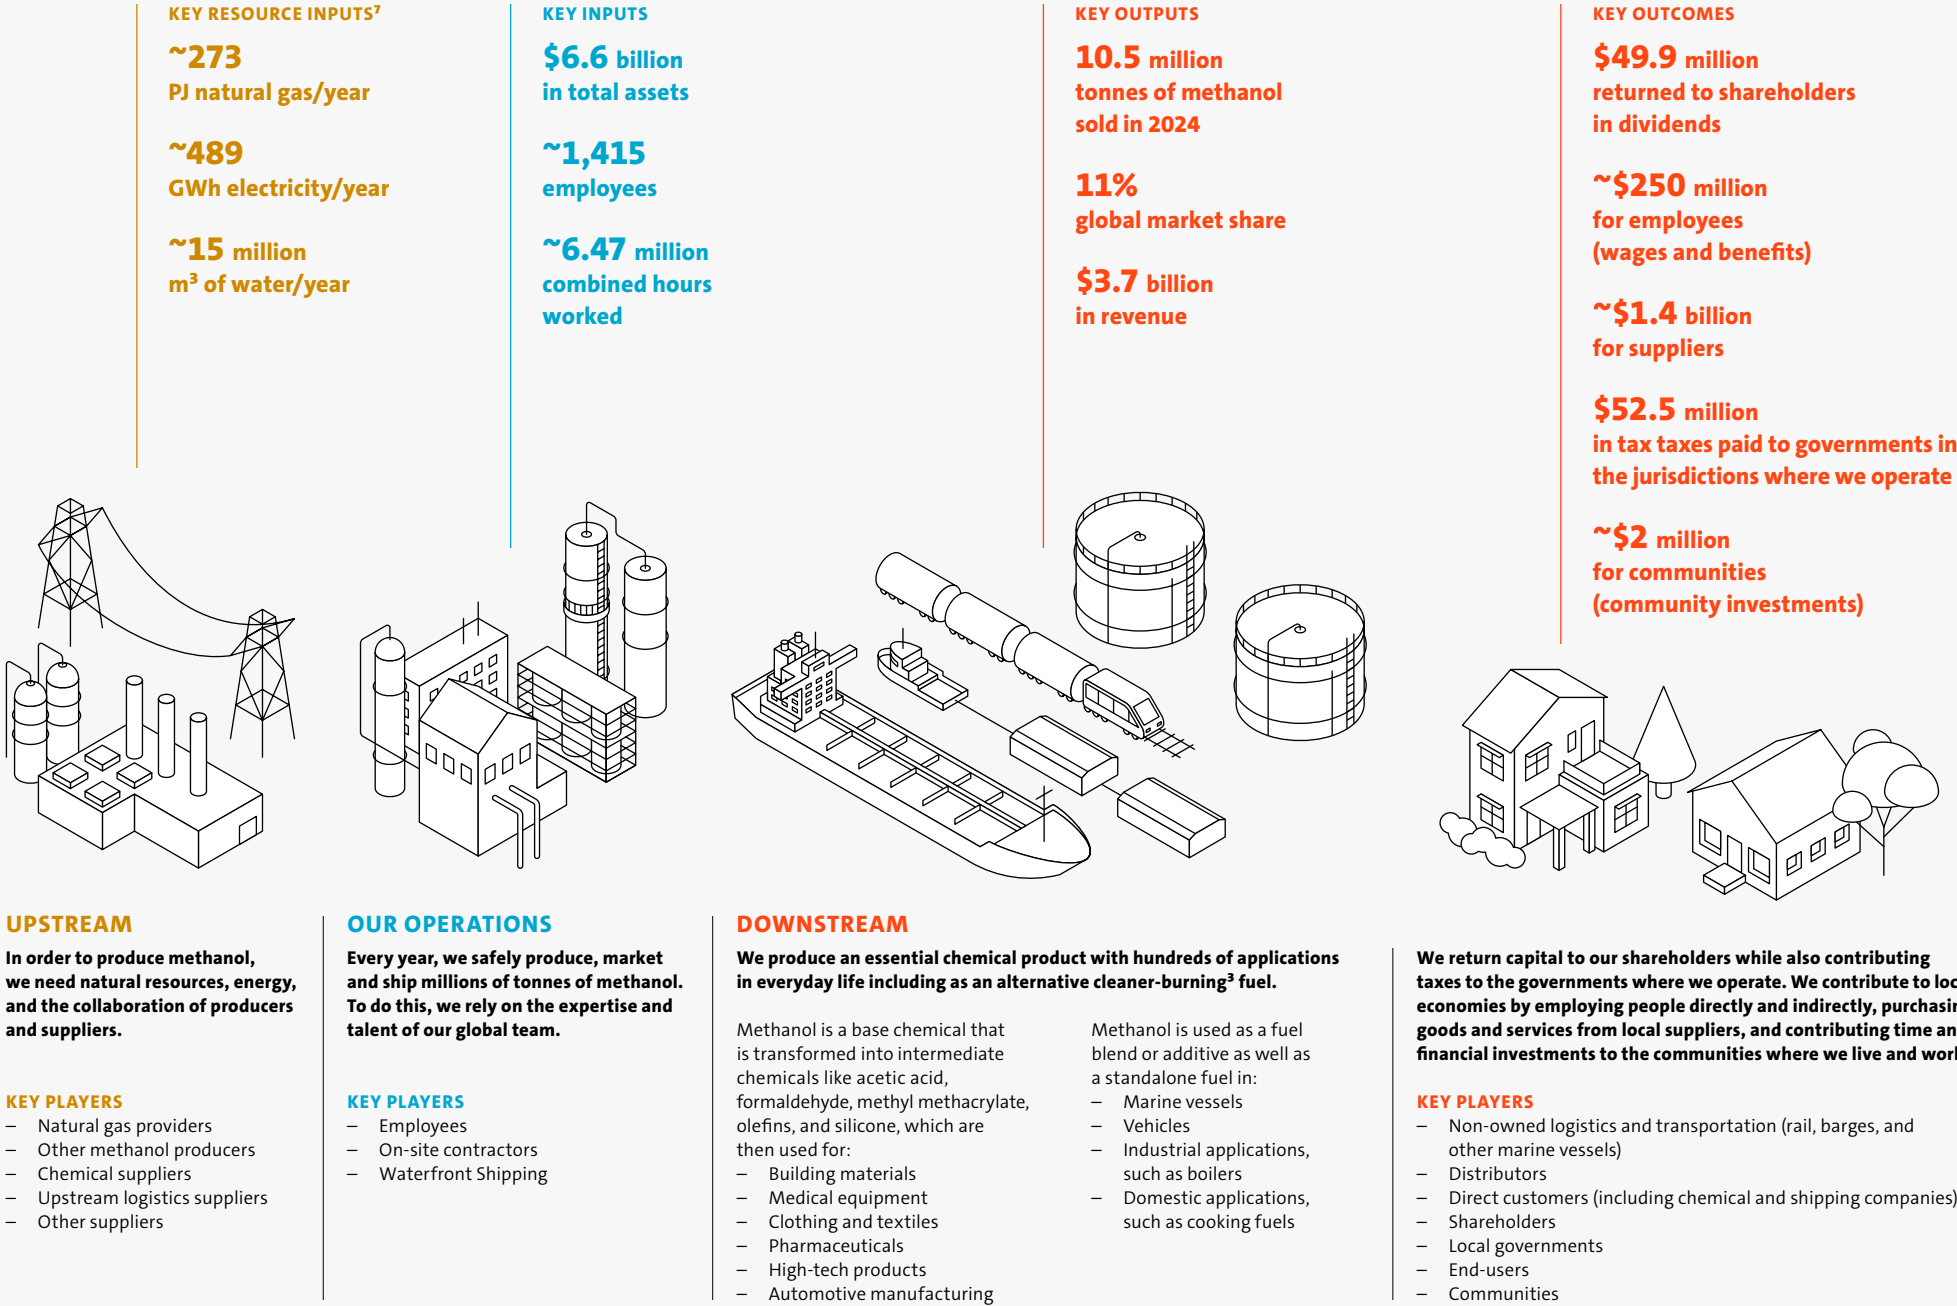 KEY RESOURCE INPUTS⁷
~273
PJ natural gas/year
~489
GWh electricity/year
~15 million
m³ of water/year
KEY INPUTS
$6.6 billion
in total assets
~1,415
employees
~6.47 million
combined hours
worked
KEY OUTPUTS
10.5 million
tonnes of methanol
sold in 2024
11%
global market share
$3.7 billion
in revenue
KEY OUTCOMES
$49.9 million
returned to shareholders
in dividends
~$250 million
for employees
(wages and benefits)
~$1.4 billion
for suppliers
$52.5 million
in tax taxes paid to governments in
the jurisdictions where we operate
~$2 million
for communities
(community investments)
UPSTREAM
In order to produce methanol,
we need natural resources, energy,
and the collaboration of producers
and suppliers.
KEY PLAYERS
– Natural gas providers
– Other methanol producers
– Chemical suppliers
– Upstream logistics suppliers
– Other suppliers
OUR OPERATIONS
Every year, we safely produce, market
and ship millions of tonnes of methanol.
To do this, we rely on the expertise and
talent of our global team.
KEY PLAYERS
– Employees
– On-site contractors
– Waterfront Shipping
DOWNSTREAM
We produce an essential chemical product with hundreds of applications
in everyday life including as an alternative cleaner-burning³ fuel.
Methanol is a base chemical that
is transformed into intermediate
chemicals like acetic acid,
formaldehyde, methyl methacrylate,
olefins, and silicone, which are
then used for:
– Building materials
– Medical equipment
– Clothing and textiles
– Pharmaceuticals
– High-tech products
– Automotive manufacturing
Methanol is used as a fuel
blend or additive as well as
a standalone fuel in:
– Marine vessels
– Vehicles
– Industrial applications,
such as boilers
– Domestic applications,
such as cooking fuels
We return capital to our shareholders while also contributing
taxes to the governments where we operate. We contribute to
economies by employing people directly and indirectly,
goods and services from local suppliers, and contributing time
financial investments to the communities where we live and
KEY PLAYERS
– Non-owned logistics and transportation (rail, barges, and
other marine vessels)
– Distributors
– Direct customers (including chemical and shipping companies)
– Shareholders
– Local governments
– End-users
– Communities